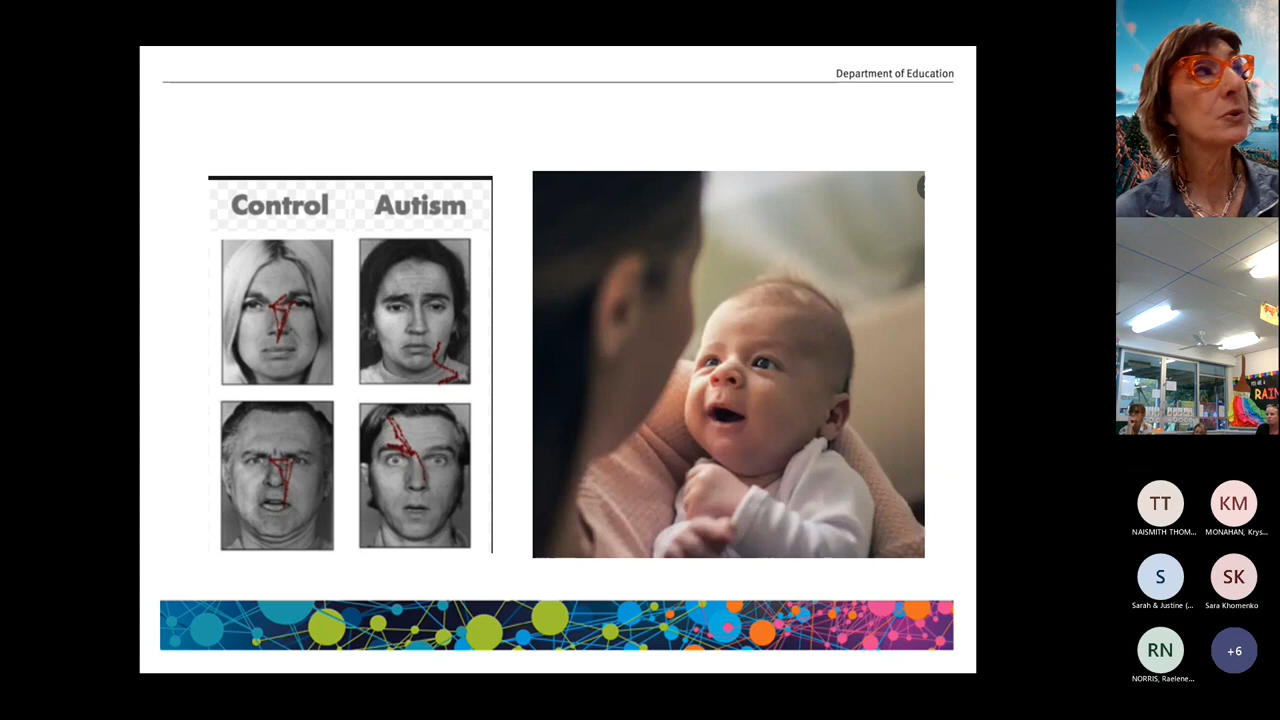 Department of Education
Control Autism
RAIN
TT
KM
NAISMITH THOM...
MONAHAN, Krys...
S
SK
Sarah & Justine (...
Sara Khomenko
RN
+6
NORRIS, Raelene...